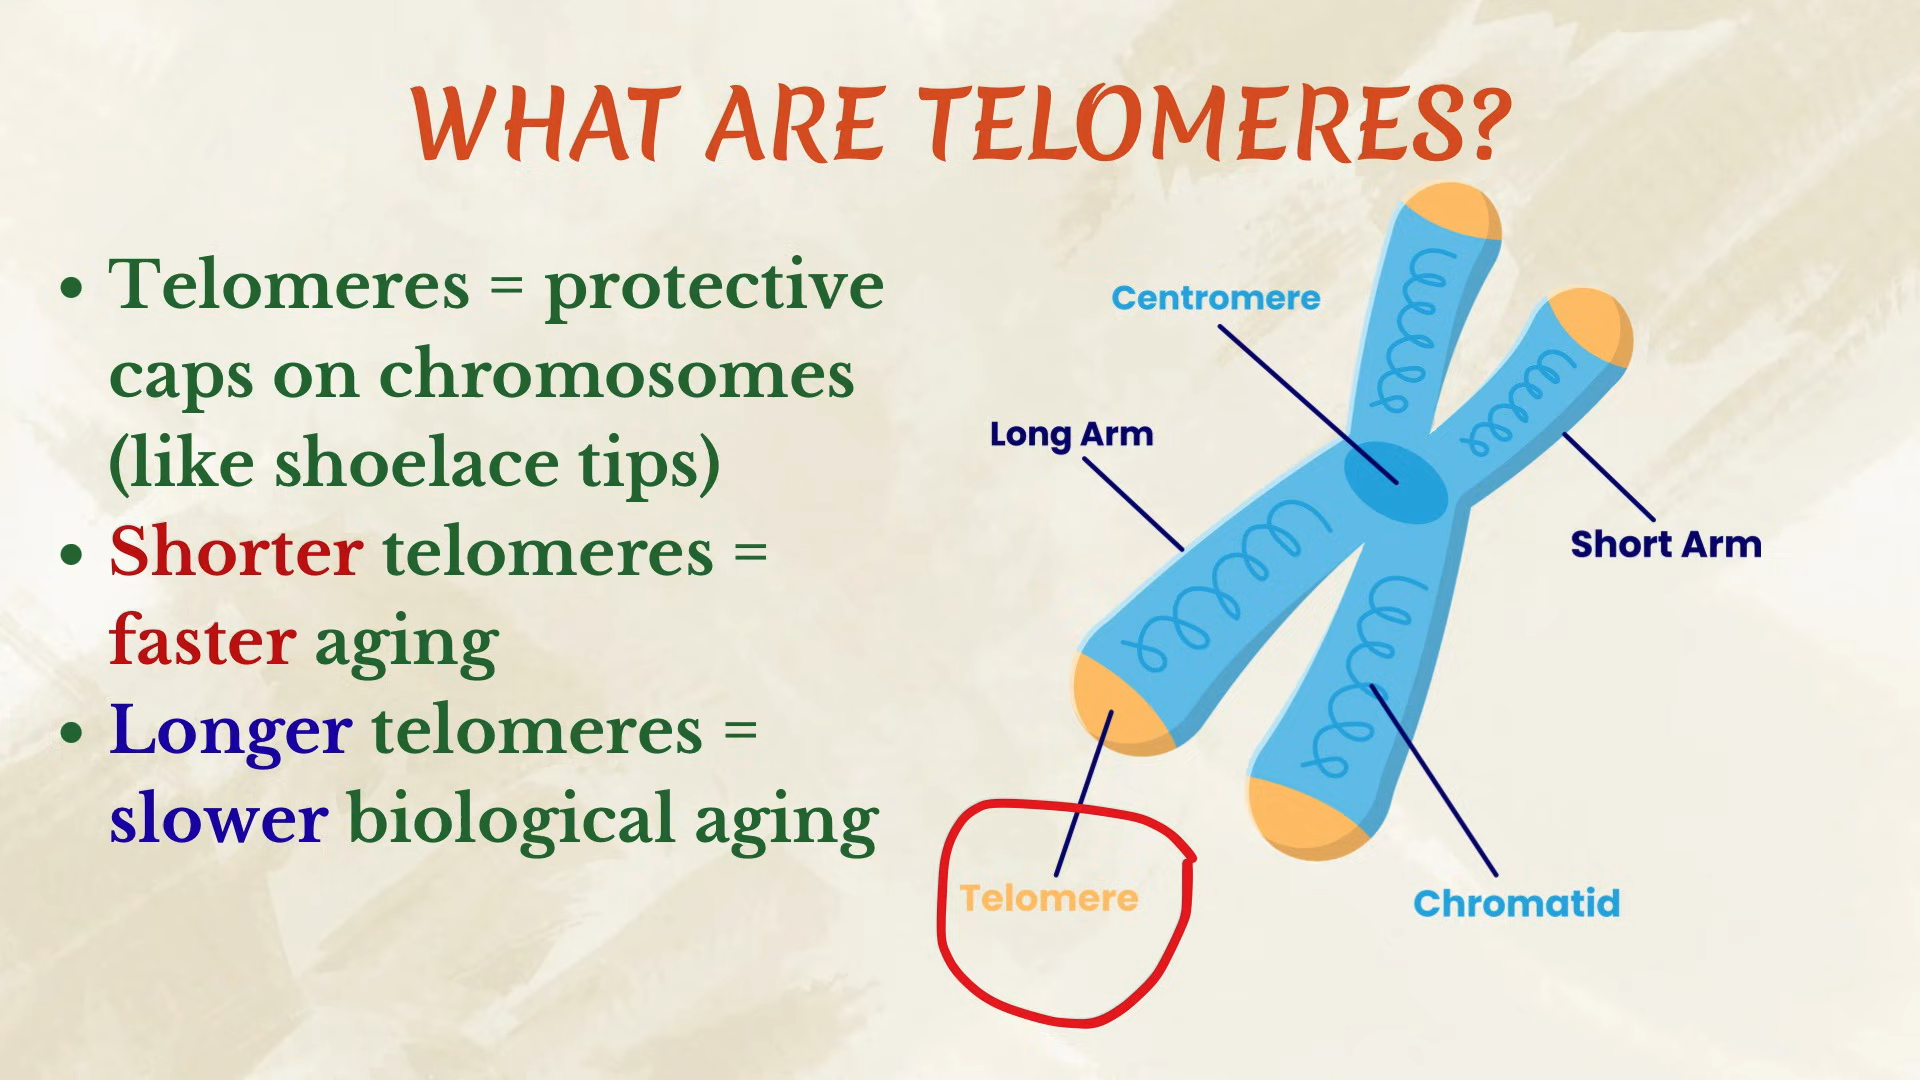 WHAT ARE TELOMERES?
• Telomeres = protective
caps on chromosomes
(like shoelace tips)
• Shorter telomeres =
faster aging
• Longer telomeres =
slower biological aging
Centromere
Long Arm
Short Arm
Telomere
Chromatid